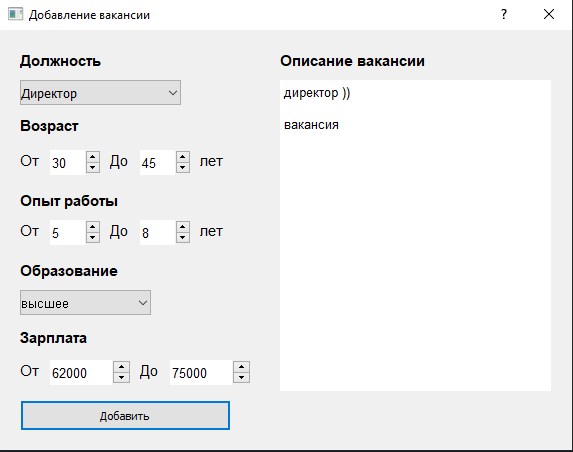 Добавление вакансии
?
Должность
Директор
Возраст
От 30 До 45 лет
Опыт работы
От 5 До 8 лет
Образование
высшее
Зарплата
От 62000 До 75000
Добавить
Описание вакансии
директор ))
вакансия